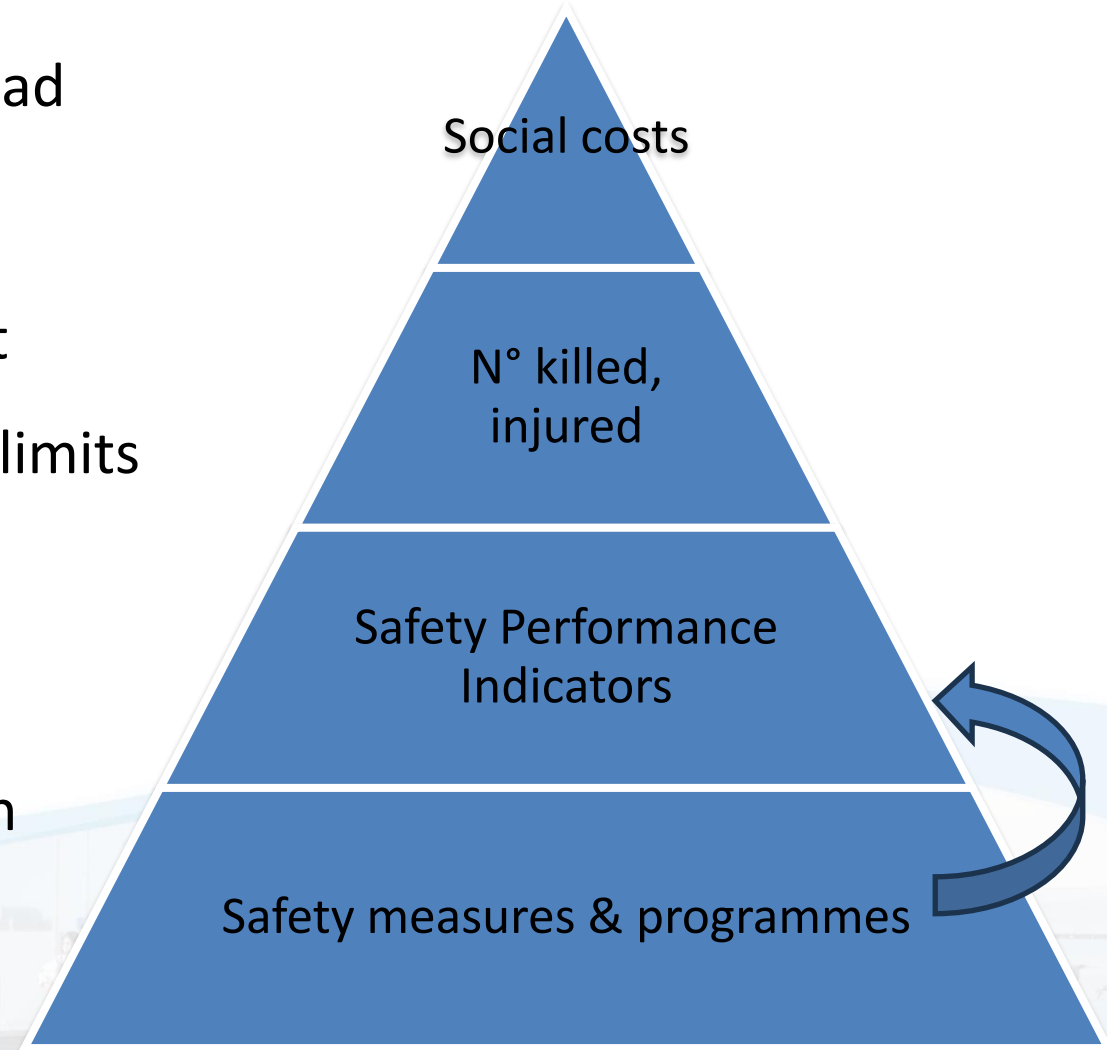 ad
Social costs
N° killed,
injured
limits
Safety Performance
Indicators
Safety measures & programmes